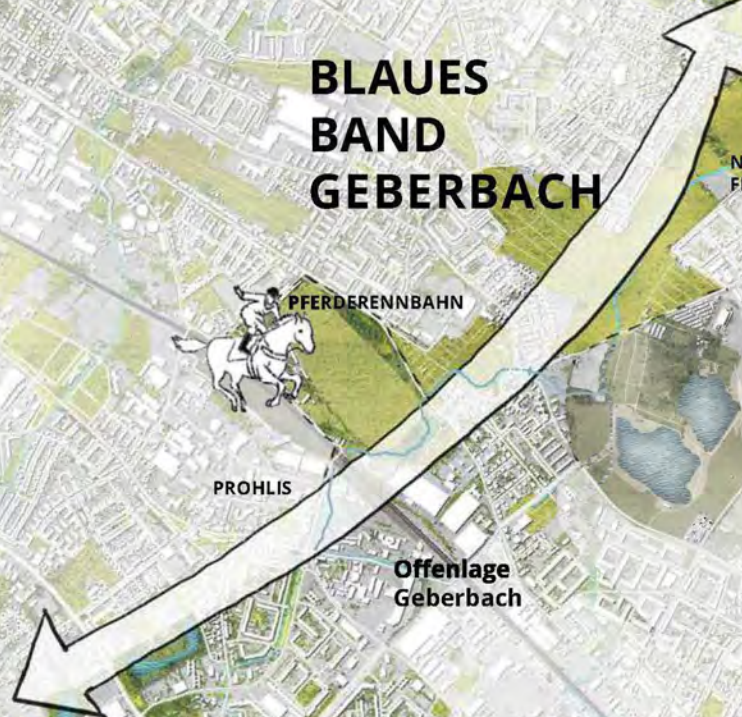 BLAUES
BAND
GEBERBACH
PFERDERENNBAHN
PROHLIS
Offenlage
Geberbach